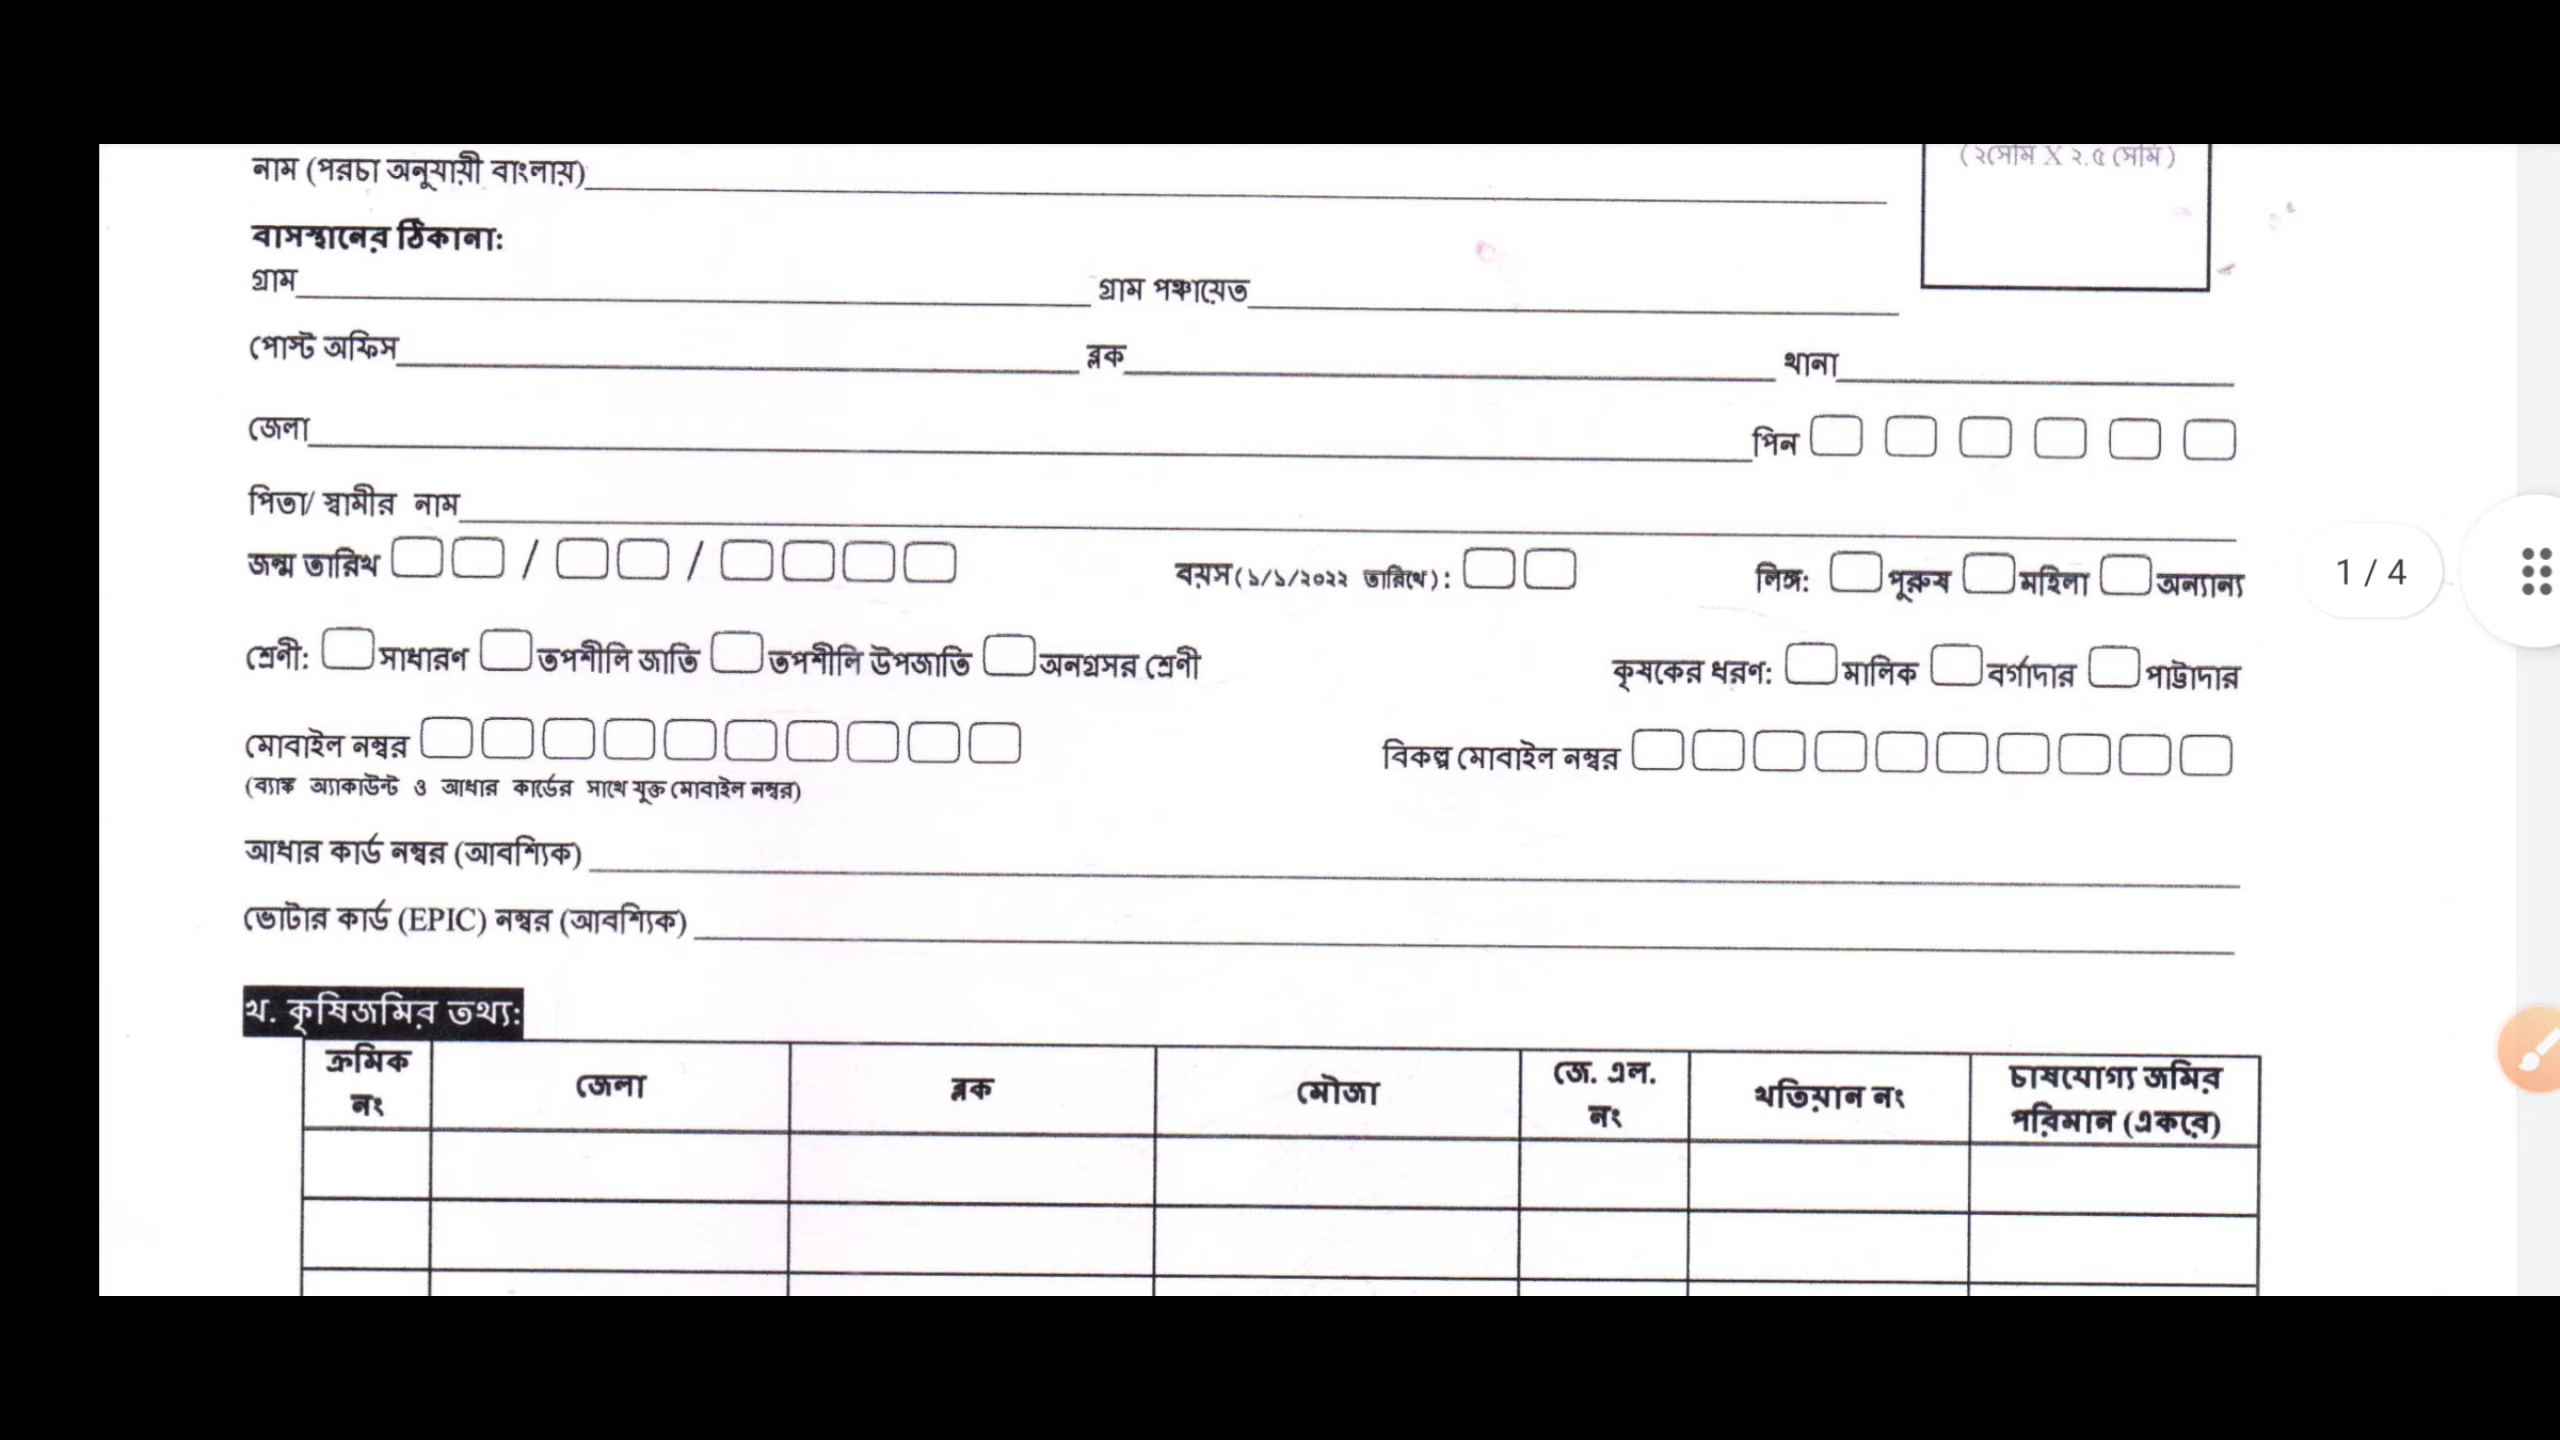 (২সেমি X ২.৫ সেমি)
নাম (পরচা অনুযায়ী বাংলায়)
বাসস্থানের ঠিকানা:
গ্রাম গ্রাম পঞ্চায়েত
পোস্ট অফিস ব্লক থানা
জেলা পিন
পিতা/ স্বামীর নাম
জন্ম তারিখ / / বয়স(১/১/২০২২ তারিখে): লিঙ্গ: পুরুষ মহিলা অন্যান্য
1 / 4
শ্রেণী: সাধারণ তপশীলি জাতি তপশীলি উপজাতি অনগ্রসর শ্রেণী কৃষকের ধরণ: মালিক বর্গাদার পাট্টাদার
মোবাইল নম্বর বিকল্প মোবাইল নম্বর
(ব্যাঙ্ক অ্যাকাউন্ট ও আধার কার্ডের সাথে যুক্ত মোবাইল নম্বর)
আধার কার্ড নম্বর (আবশ্যিক)
ভোটার কার্ড (EPIC) নম্বর (আবশ্যিক)
খ. কৃষিজমির তথ্য:
ক্রমিক নং জেলা ব্লক মৌজা জে. এল. নং খতিয়ান নং চাষযোগ্য জমির পরিমান (একরে)